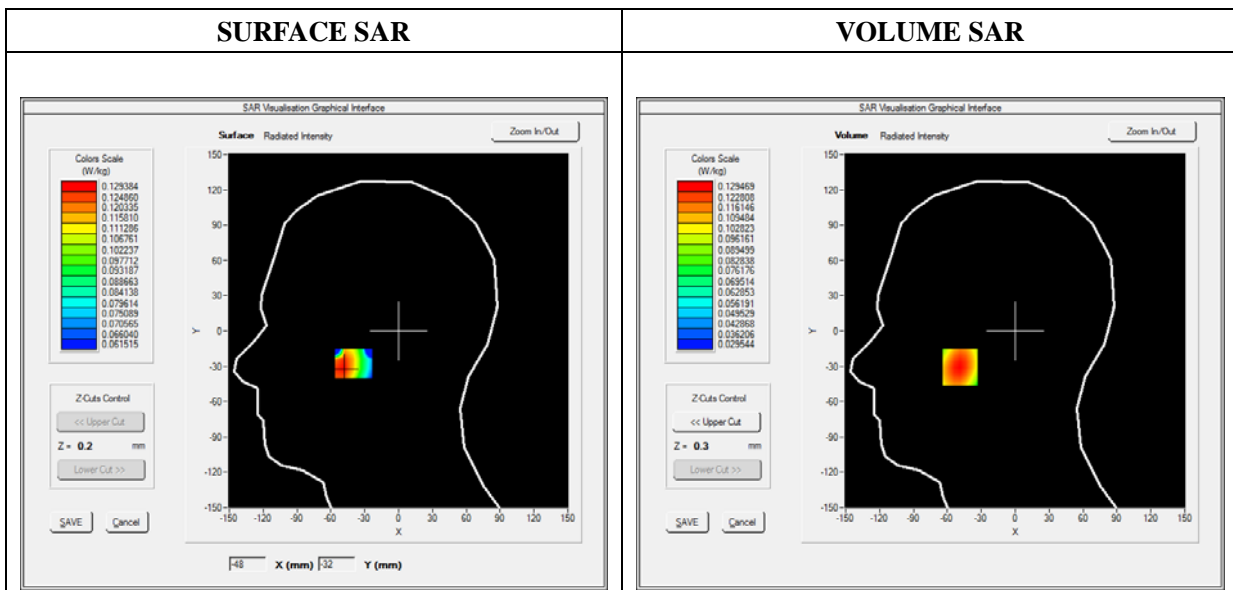 SURFACE SAR
VOLUME SAR
SAR Visualisation Graphical Interface
Surface Radiated Intensity
Zoom In/Out
Colors Scale
(W/kg)
0.129384
0.124860
0.120335
0.115810
0.111286
0.106761
0.102237
0.097712
0.093187
0.088663
0.084138
0.079614
0.075089
0.070565
0.066040
0.061515
Z-Cuts Control
<< Upper Cut
Z = 0.2 mm
Lower Cut >>
SAVE Cancel
150
120
90
60
30
0
-30
-60
-90
-120
-150
Y
-150 -120 -90 -60 -30 0 30 60 90 120 150
X
-48 X (mm) -32 Y (mm)
SAR Visualisation Graphical Interface
Volume Radiated Intensity
Zoom In/Out
Colors Scale
(W/kg)
0.129469
0.122808
0.116146
0.109484
0.102823
0.096161
0.089499
0.082838
0.076176
0.069514
0.062853
0.056191
0.049529
0.042868
0.036206
0.029544
Z-Cuts Control
<< Upper Cut
Z = 0.3 mm
Lower Cut >>
SAVE Cancel
150
120
90
60
30
0
-30
-60
-90
-120
-150
Y
-150 -120 -90 -60 -30 0 30 60 90 120 150
X